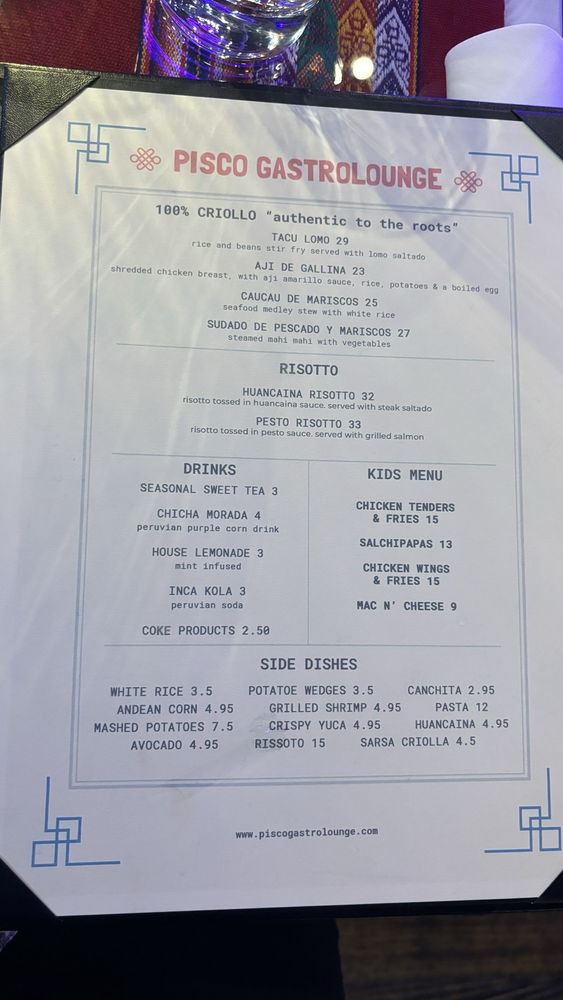 PISCO GASTROLOUNGE
100% CRIOLLO "authentic to the roots"
TACU LOMO 29
rice and beans stir fry served with lomo saltado
AJI DE GALLINA 23
shredded chicken breast, with aji amarillo sauce, rice, potatoes & a boiled egg
CAUCAU DE MARISCOS 25
seafood medley stew with white rice
SUDADO DE PESCADO Y MARISCOS 27
steamed mahi mahi with vegetables
RISOTTO
HUANCAINA RISOTTO 32
risotto tossed in huancaina sauce. served with steak saltado
PESTO RISOTTO 33
risotto tossed in pesto sauce. served with grilled salmon
DRINKS
SEASONAL SWEET TEA 3
CHICHA MORADA 4
peruvian purple corn drink
HOUSE LEMONADE 3
mint infused
INCA KOLA 3
peruvian soda
COKE PRODUCTS 2.50
KIDS MENU
CHICKEN TENDERS
& FRIES 15
SALCHIPAPAS 13
CHICKEN WINGS
& FRIES 15
MAC N' CHEESE 9
SIDE DISHES
WHITE RICE 3.5 POTATOE WEDGES 3.5 CANCHITA 2.95
ANDEAN CORN 4.95 GRILLED SHRIMP 4.95 PASTA 12
MASHED POTATOES 7.5 CRISPY YUCA 4.95 HUANCAINA 4.95
AVOCADO 4.95 RISSOTO 15 SARSA CRIOLLA 4.5
www.piscogastrolounge.com